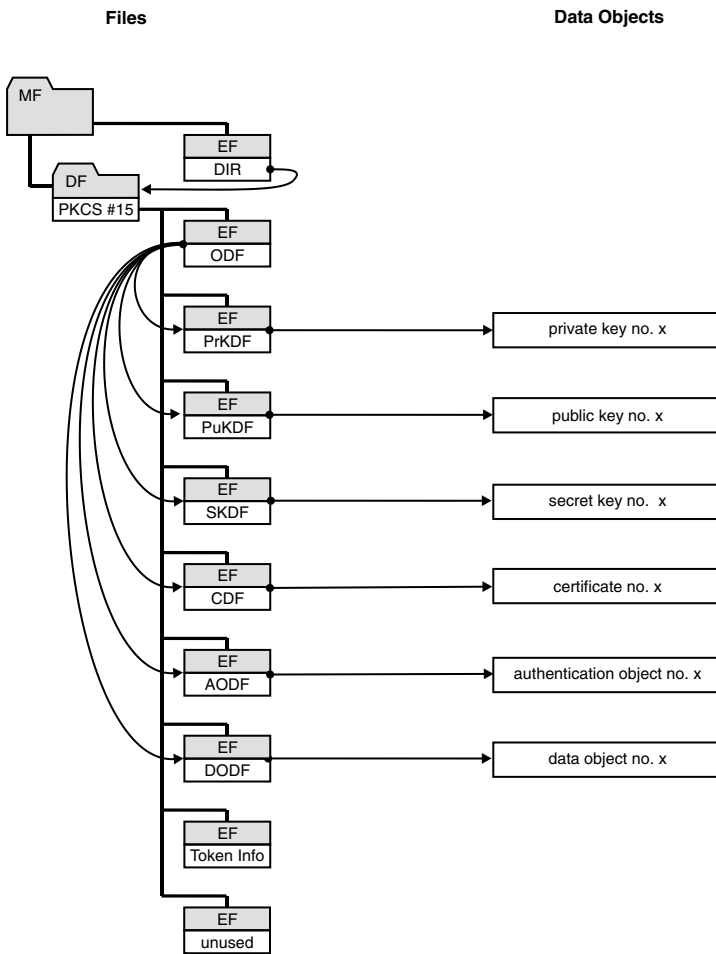 Files
Data Objects
MF
EF
DIR
DF
PKCS #15
EF
ODF
EF
PrKDF
private key no. x
EF
PuKDF
public key no. x
EF
SKDF
secret key no. x
EF
CDF
certificate no. x
EF
AODF
authentication object no. x
EF
DODF
data object no. x
EF
Token Info
EF
unused